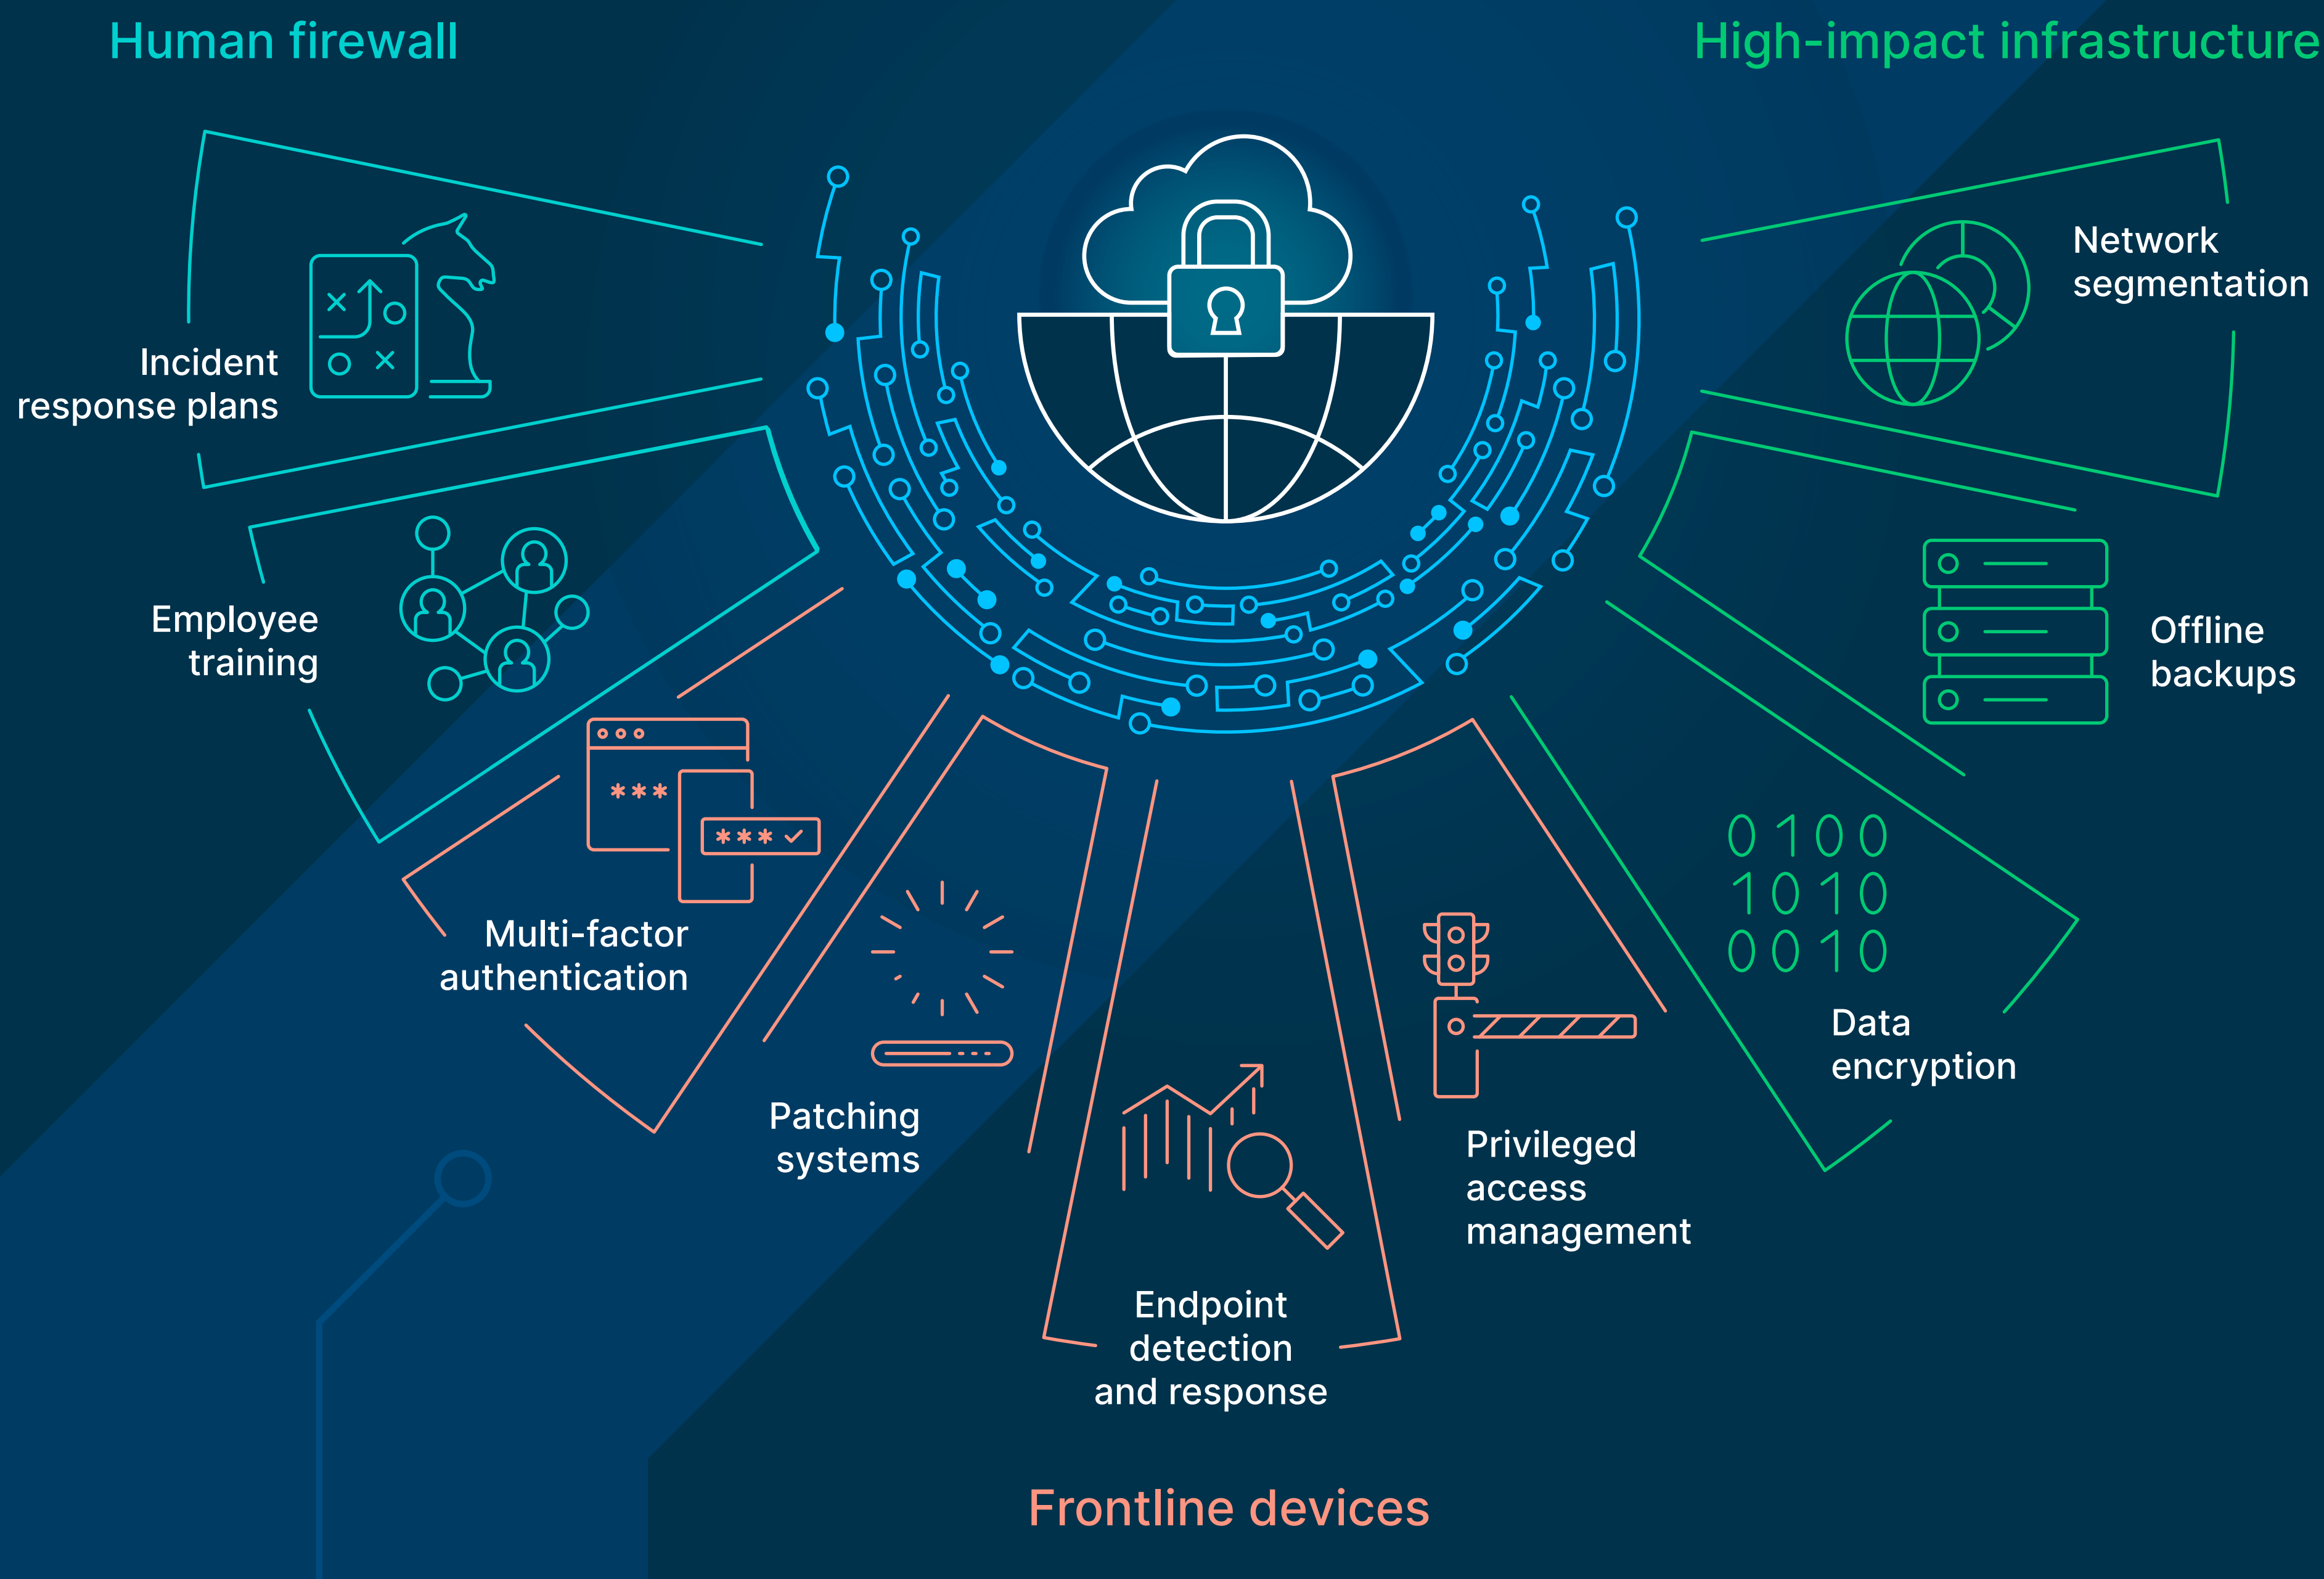 Human firewall
High-impact infrastructure
Incident
response plans
Employee
training
Multi-factor
authentication
***
*** ✓
Patching
systems
Endpoint
detection
and response
Privileged
access
management
Data
encryption
0 1 0 0
1 0 1 0
0 0 1 0
Offline
backups
Network
segmentation
Frontline devices